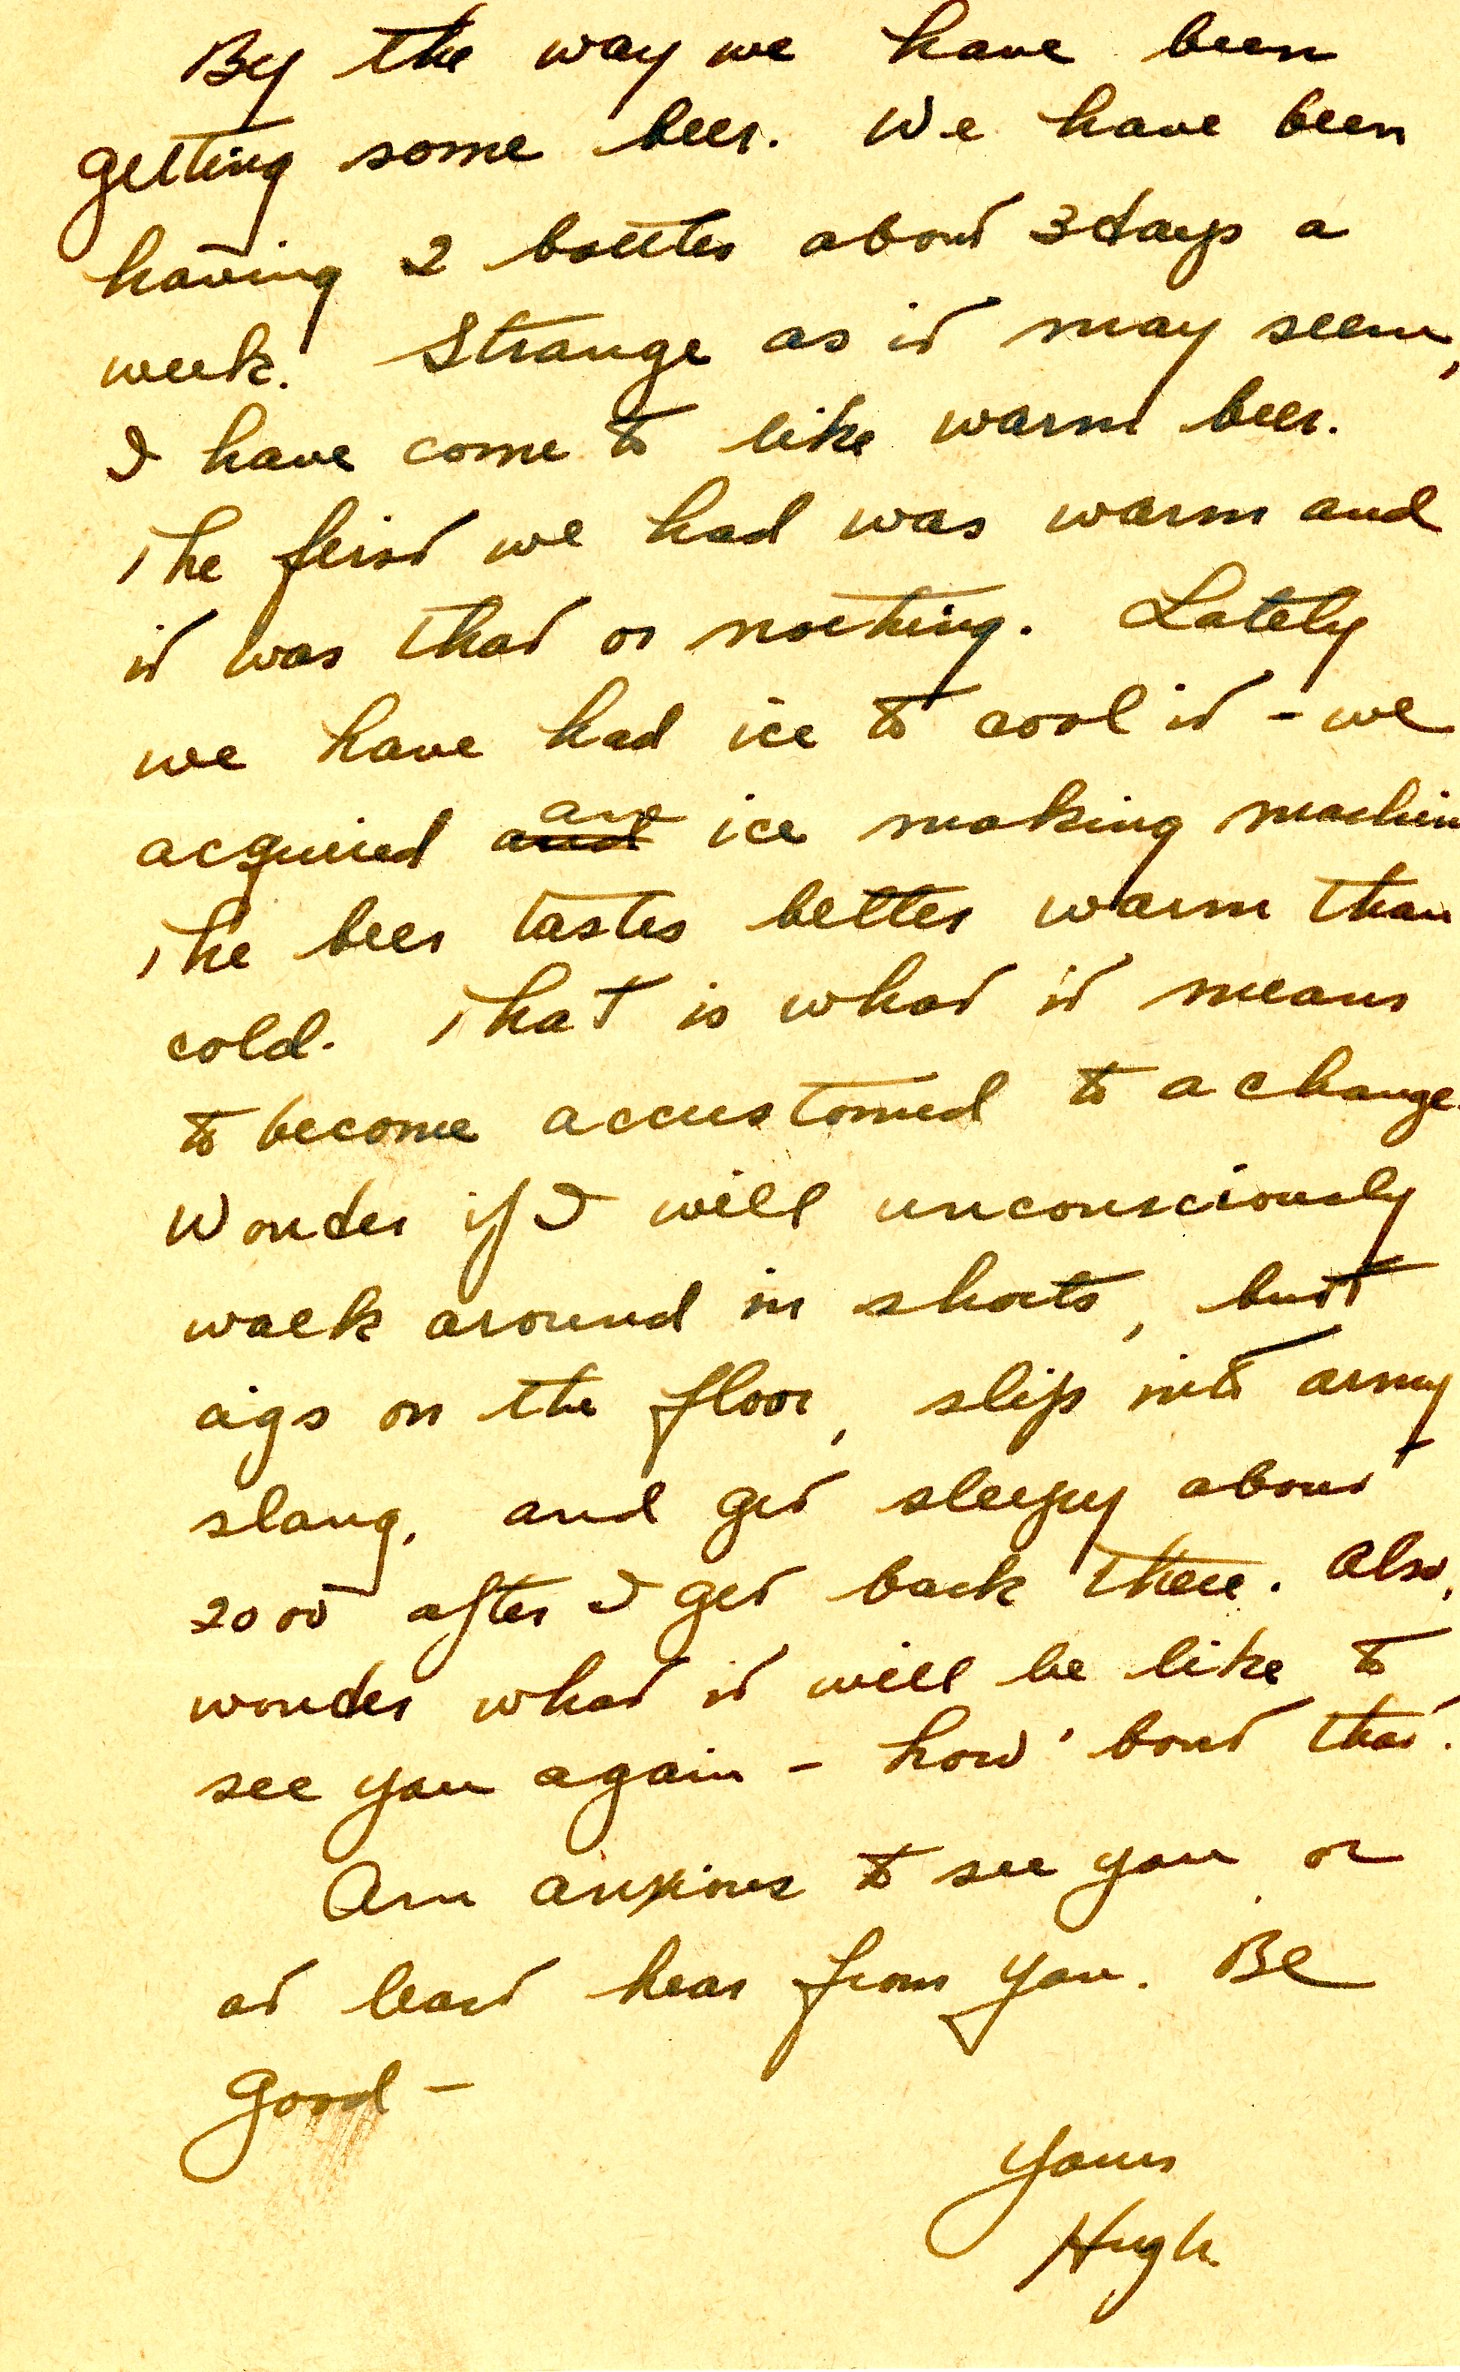 By the way we have been
getting some beer. We have been
having 2 bottles about 3 days a
week. Strange as it may seem,
I have come to like warm beer.
The first we had was warm and
it was that or nothing. Lately
we have had ice to cool it - we
acquired and an ice making machine
The beer tastes better warm than
cold. That is what it means
to become accustomed to a change.
Wonder if I will unconsciously
walk around in shorts, butt
cigs on the floor, slip into army
slang, and get sleepy about
2000 after I get back there. Also,
wonder what it will be like to
see you again - how 'bout that.
Am anxious to see you or
at least hear from you. Be
good -
Yours
Hugh.